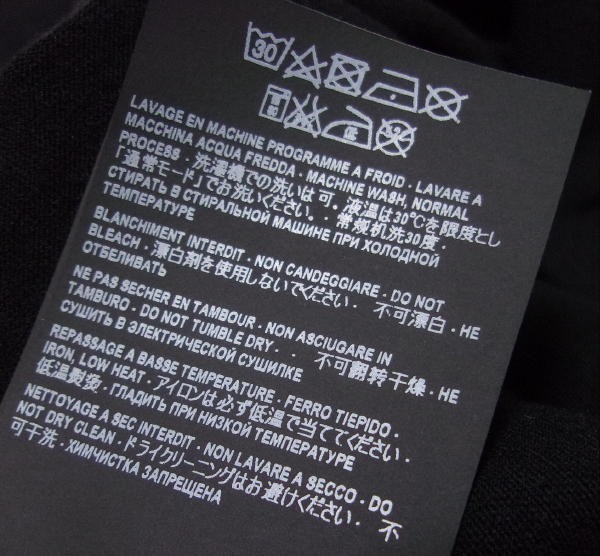 30
LAVAGE EN MACHINE PROGRAMME A FROID · LAVARE A
MACCHINA ACQUA FREDDA · MACHINE WASH, NORMAL
PROCESS · 洗濯機での洗いは可。液温は30℃を限度とし
「通常モード」でお洗いください。· 常规机洗30度 ·
СТИРАТЬ В СТИРАЛЬНОЙ МАШИНЕ ПРИ ХОЛОДНОЙ
ТЕМПЕРАТУРЕ
BLANCHIMENT INTERDIT · NON CANDEGGIARE · DO NOT
BLEACH · 漂白剤を使用しないでください · 不可漂白 · НЕ
ОТБЕЛИВАТЬ
NE PAS SECHER EN TAMBOUR · NON ASCIUGARE IN
TAMBURO · DO NOT TUMBLE DRY · · 不可翻转干燥 · НЕ
СУШИТЬ В ЭЛЕКТРИЧЕСКОЙ СУШИЛКЕ
REPASSAGE A BASSE TEMPERATURE · FERRO TIEPIDO ·
IRON, LOW HEAT · アイロンは必ず低温で当ててください ·
低温熨烫 · ГЛАДИТЬ ПРИ НИЗКОЙ ТЕМПЕРАТУРЕ
NETTOYAGE A SEC INTERDIT · NON LAVARE A SECCO · DO
NOT DRY CLEAN · ドライクリーニングはお避けください · 不
可干洗 · ХИМЧИСТКА ЗАПРЕЩЕНА